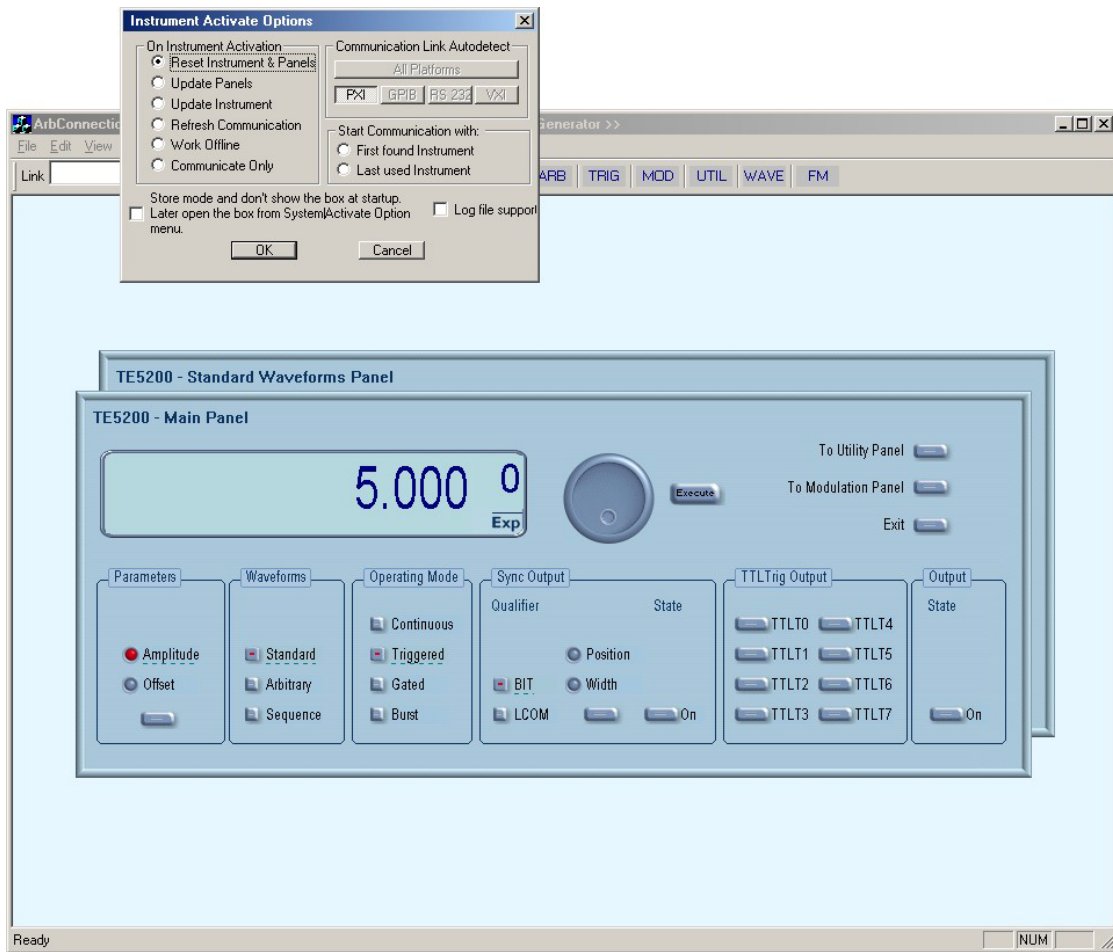 Instrument Activate Options
On Instrument Activation
Reset Instrument & Panels
Update Panels
Update Instrument
Refresh Communication
Work Offline
Communicate Only
Communication Link Autodetect
All Platforms
PXI GPIB RS 232 VXI
Start Communication with:
First found Instrument
Last used Instrument
Store mode and don't show the box at startup.
Later open the box from System|Activate Option
menu.
Log file support
OK Cancel
ArbConnectio Generator >>
File Edit View
Link ARB TRIG MOD UTIL WAVE FM
TE5200 - Standard Waveforms Panel
TE5200 - Main Panel
5.000 0
Exp
Execute
To Utility Panel
To Modulation Panel
Exit
Parameters
Amplitude
Offset
Waveforms
Standard
Arbitrary
Sequence
Operating Mode
Continuous
Triggered
Gated
Burst
Sync Output
Qualifier State
Position
BIT Width
LCOM On
TTLTrig Output
TTLT0 TTLT4
TTLT1 TTLT5
TTLT2 TTLT6
TTLT3 TTLT7
Output
State
On
Ready NUM